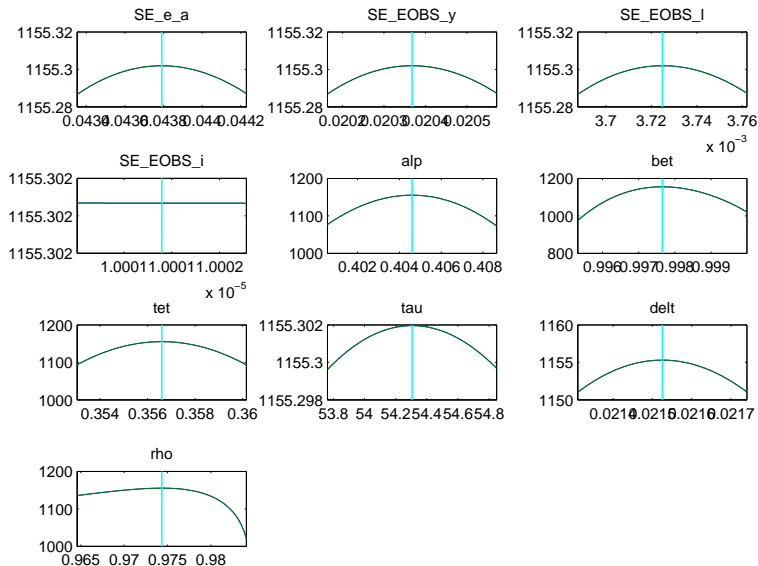 SE_e_a
1155.32
1155.3
1155.28
0.0434 0.0436 0.0438 0.044 0.0442
SE_EOBS_y
1155.32
1155.3
1155.28
0.0202 0.0203 0.0204 0.0205
SE_EOBS_l
1155.32
1155.3
1155.28
3.7 3.72 3.74 3.76
x 10^-3
SE_EOBS_i
1155.302
1155.302
1155.302
1.0001 1.0001 1.0002
x 10^-5
alp
1200
1100
1000
0.402 0.404 0.406 0.408
bet
1200
1000
800
0.996 0.997 0.998 0.999
tet
1200
1100
1000
0.354 0.356 0.358 0.36
tau
1155.302
1155.3
1155.298
53.8 54 54.2 54.4 54.6 54.8
delt
1160
1155
1150
0.0214 0.0215 0.0216 0.0217
rho
1200
1100
1000
0.965 0.97 0.975 0.98